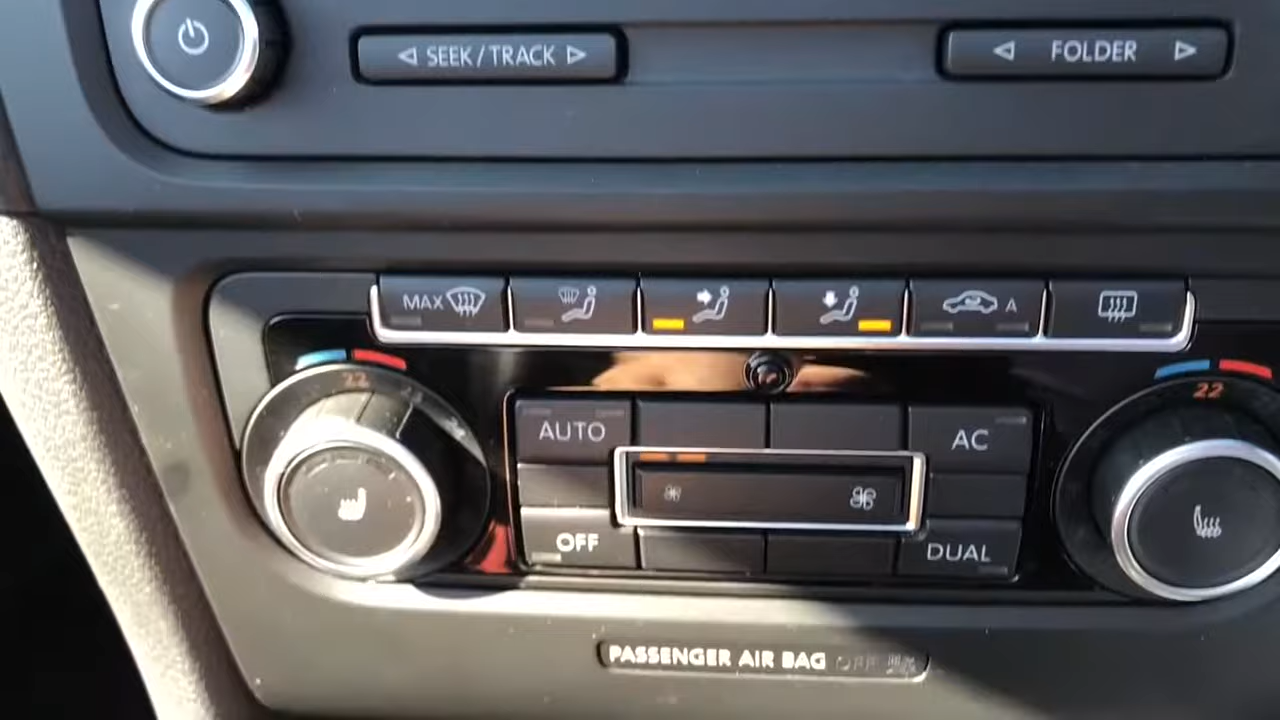 SEEK / TRACK
FOLDER
MAX
A
22
22
AUTO
AC
OFF
DUAL
PASSENGER AIR BAG OFF